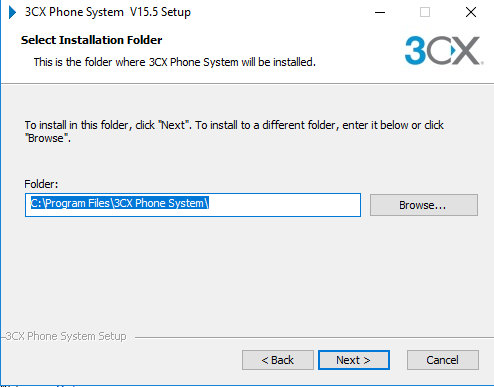 3CX Phone System V15.5 Setup
Select Installation Folder
This is the folder where 3CX Phone System will be installed.
3CX
To install in this folder, click "Next". To install to a different folder, enter it below or click
"Browse".
Folder:
C:\Program Files\3CX Phone System\
Browse...
3CX Phone System Setup
< Back
Next >
Cancel